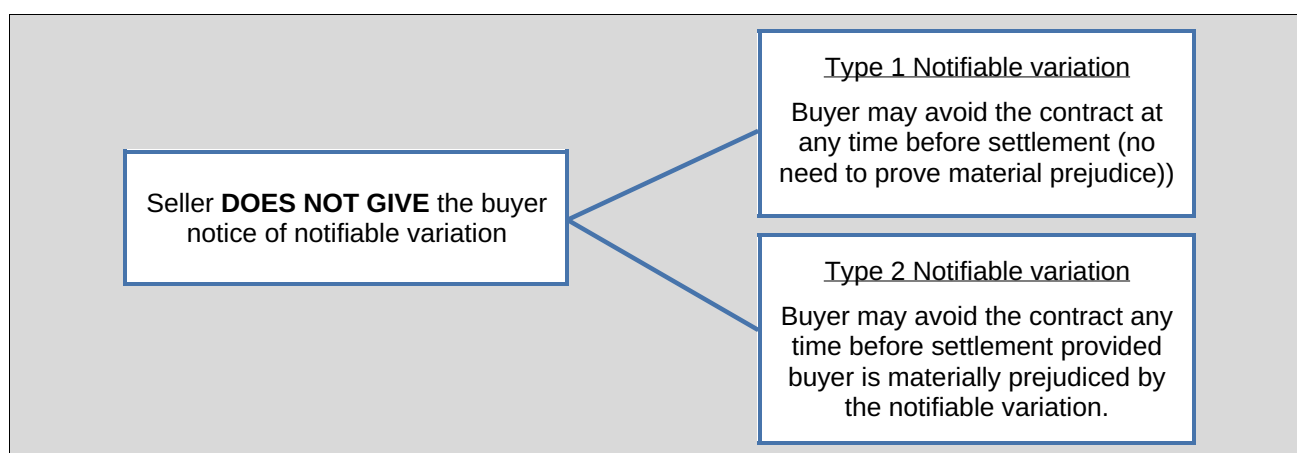 Seller DOES NOT GIVE the buyer
notice of notifiable variation
Type 1 Notifiable variation
Buyer may avoid the contract at
any time before settlement (no
need to prove material prejudice))
Type 2 Notifiable variation
Buyer may avoid the contract any
time before settlement provided
buyer is materially prejudiced by
the notifiable variation.